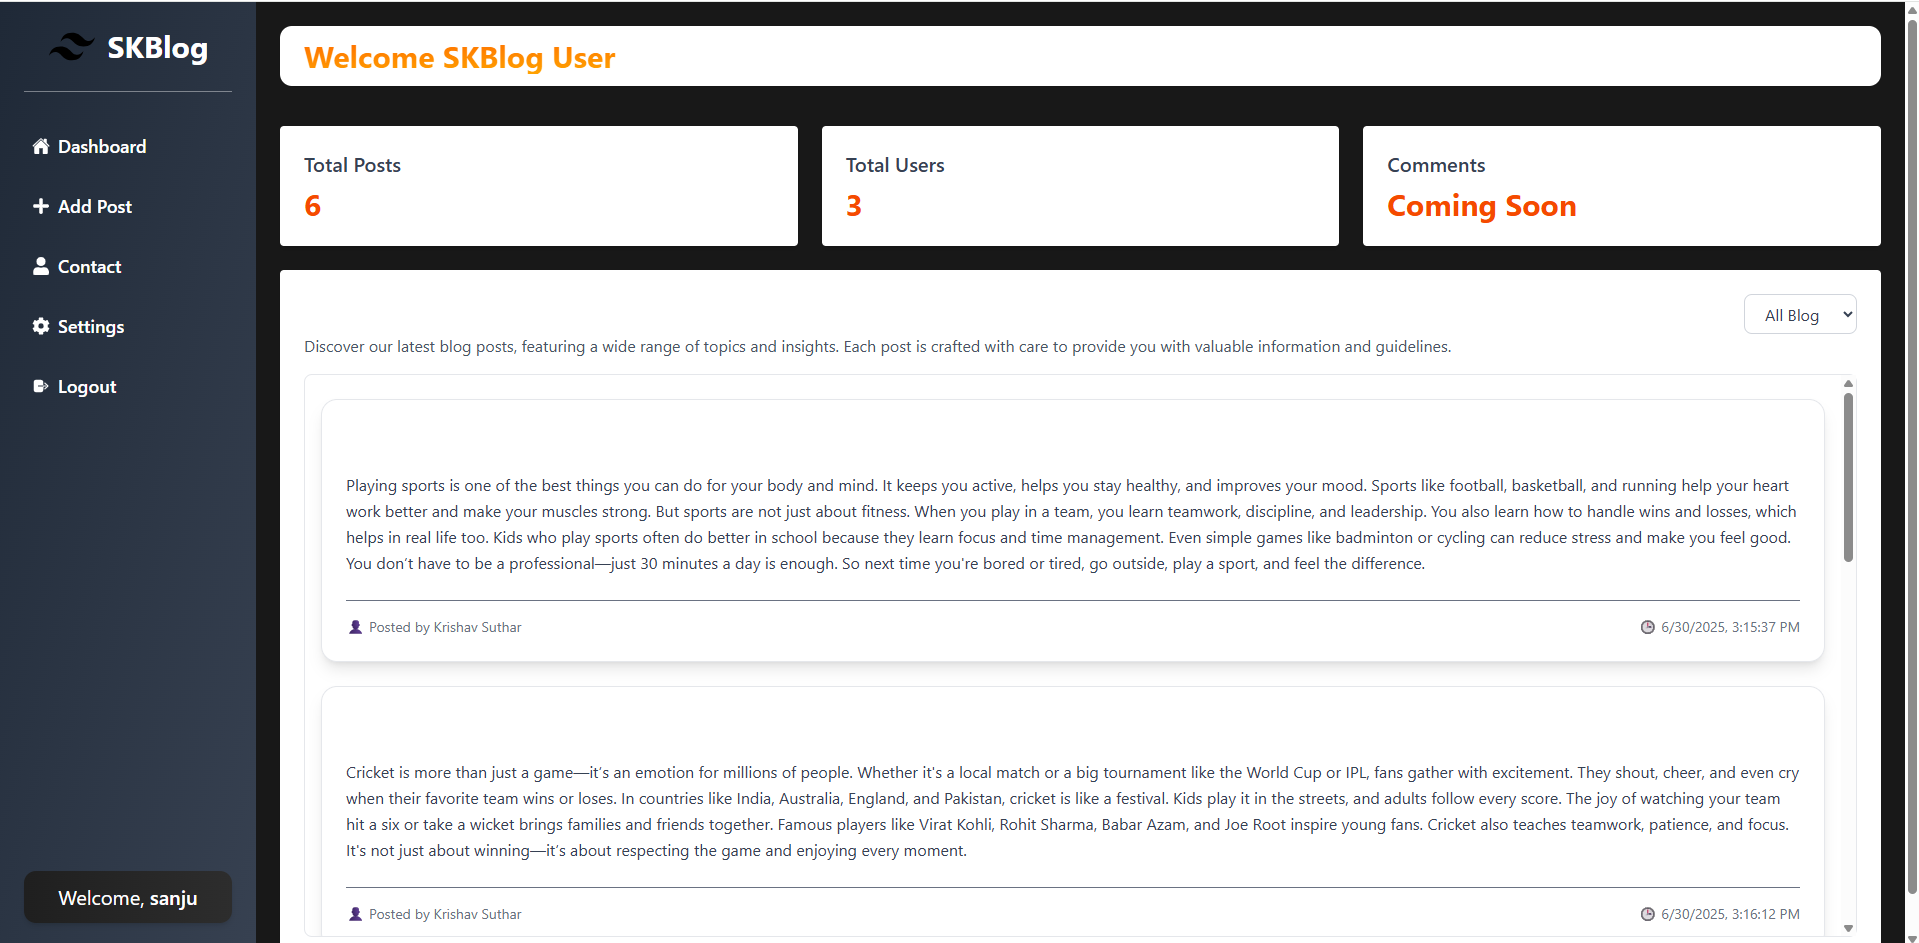 SKBlog
Dashboard
Add Post
Contact
Settings
Logout
Welcome, sanju
Welcome SKBlog User
Total Posts
6
Total Users
3
Comments
Coming Soon
All Blog
Discover our latest blog posts, featuring a wide range of topics and insights. Each post is crafted with care to provide you with valuable information and guidelines.
Playing sports is one of the best things you can do for your body and mind. It keeps you active, helps you stay healthy, and improves your mood. Sports like football, basketball, and running help your heart
work better and make your muscles strong. But sports are not just about fitness. When you play in a team, you learn teamwork, discipline, and leadership. You also learn how to handle wins and losses, which
helps in real life too. Kids who play sports often do better in school because they learn focus and time management. Even simple games like badminton or cycling can reduce stress and make you feel good.
You don’t have to be a professional—just 30 minutes a day is enough. So next time you're bored or tired, go outside, play a sport, and feel the difference.
Posted by Krishav Suthar
6/30/2025, 3:15:37 PM
Cricket is more than just a game—it’s an emotion for millions of people. Whether it's a local match or a big tournament like the World Cup or IPL, fans gather with excitement. They shout, cheer, and even cry
when their favorite team wins or loses. In countries like India, Australia, England, and Pakistan, cricket is like a festival. Kids play it in the streets, and adults follow every score. The joy of watching your team
hit a six or take a wicket brings families and friends together. Famous players like Virat Kohli, Rohit Sharma, Babar Azam, and Joe Root inspire young fans. Cricket also teaches teamwork, patience, and focus.
It's not just about winning—it’s about respecting the game and enjoying every moment.
Posted by Krishav Suthar
6/30/2025, 3:16:12 PM